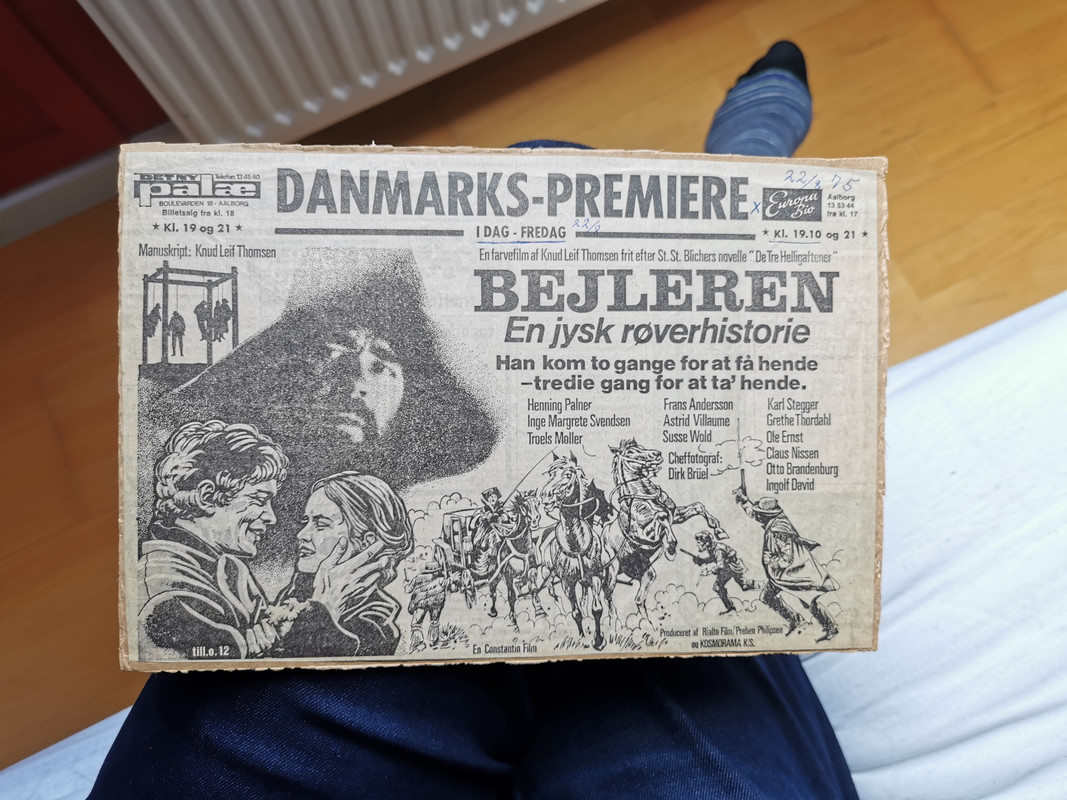 DET NY Telefon 13 45 40
palæ
BOULEVARDEN 18 - AALBORG
Billetsalg fra kl. 18
★ Kl. 19 og 21 ★
DANMARKS-PREMIERE
I DAG - FREDAG
22/8 75
x Europa Bio
Aalborg
13 53 44
fra kl. 17
★ Kl. 19.10 og 21 ★
Manuskript: Knud Leif Thomsen
En farvefilm af Knud Leif Thomsen frit efter St. St. Blichers novelle "De Tre Helligaftener"
BEJLEREN
En jysk røverhistorie
Han kom to gange for at få hende
–tredie gang for at ta' hende.
Henning Palner
Inge Margrete Svendsen
Troels Møller
Frans Andersson
Astrid Villaume
Susse Wold
Cheffotograf:
Dirk Brüel
Karl Stegger
Grethe Thordahl
Ole Ernst
Claus Nissen
Otto Brandenburg
Ingolf David
till.o.12
En Constantin Film
Produceret af Rialto Film/Preben Philipsen
og KOSMORAMA K.S.